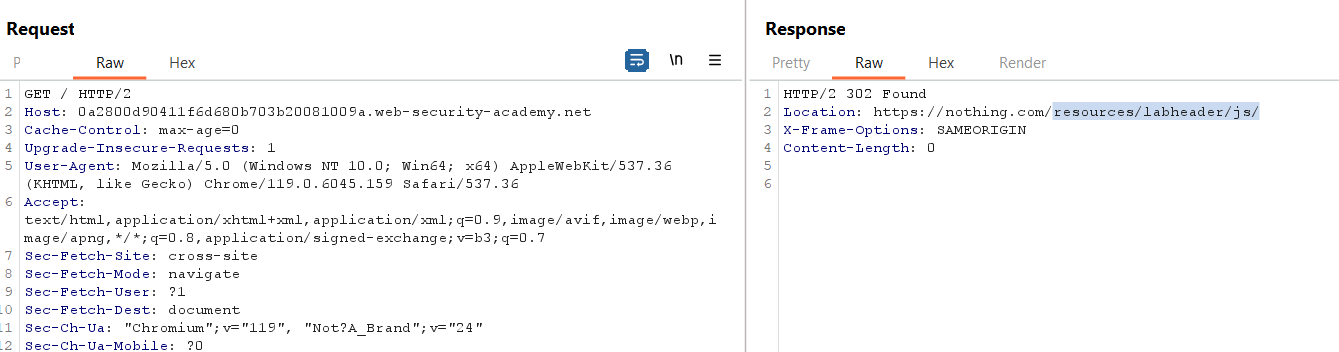 Request
P Raw Hex \n
1 GET / HTTP/2
2 Host: 0a2800d90411f6d680b703b20081009a.web-security-academy.net
3 Cache-Control: max-age=0
4 Upgrade-Insecure-Requests: 1
5 User-Agent: Mozilla/5.0 (Windows NT 10.0; Win64; x64) AppleWebKit/537.36
(KHTML, like Gecko) Chrome/119.0.6045.159 Safari/537.36
6 Accept:
text/html,application/xhtml+xml,application/xml;q=0.9,image/avif,image/webp,i
mage/apng,*/*;q=0.8,application/signed-exchange;v=b3;q=0.7
7 Sec-Fetch-Site: cross-site
8 Sec-Fetch-Mode: navigate
9 Sec-Fetch-User: ?1
10 Sec-Fetch-Dest: document
11 Sec-Ch-Ua: "Chromium";v="119", "Not?A_Brand";v="24"
12 Sec-Ch-Ua-Mobile: ?0
Response
Pretty Raw Hex Render
1 HTTP/2 302 Found
2 Location: https://nothing.com/resources/labheader/js/
3 X-Frame-Options: SAMEORIGIN
4 Content-Length: 0
5
6